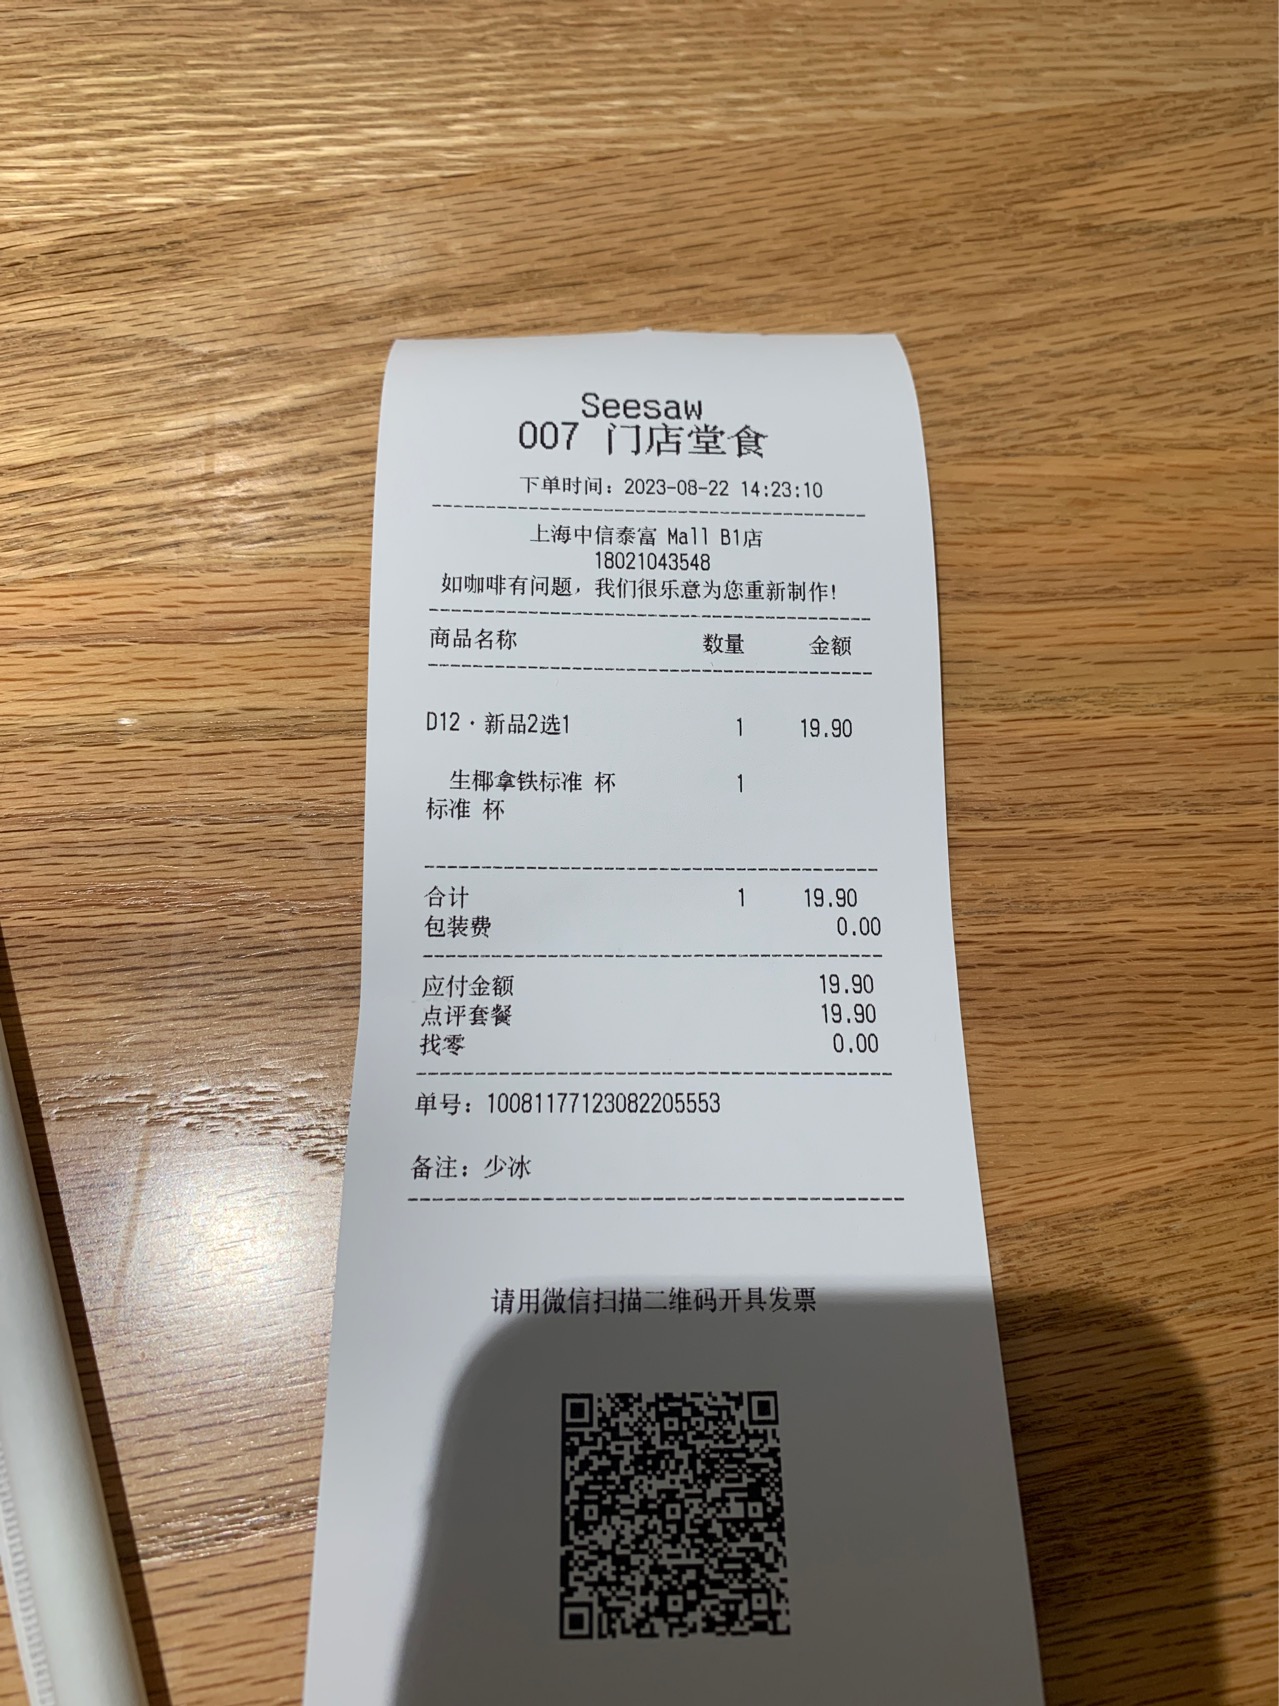 Seesaw
007 门店堂食
下单时间：2023-08-22 14:23:10
上海中信泰富 Mall B1店
18021043548
如咖啡有问题，我们很乐意为您重新制作！
商品名称 数量 金额
D12·新品2选1 1 19.90
生椰拿铁标准 杯 1
标准 杯
合计 1 19.90
包装费 0.00
应付金额 19.90
点评套餐 19.90
找零 0.00
单号：10081177123082205553
备注：少冰
请用微信扫描二维码开具发票